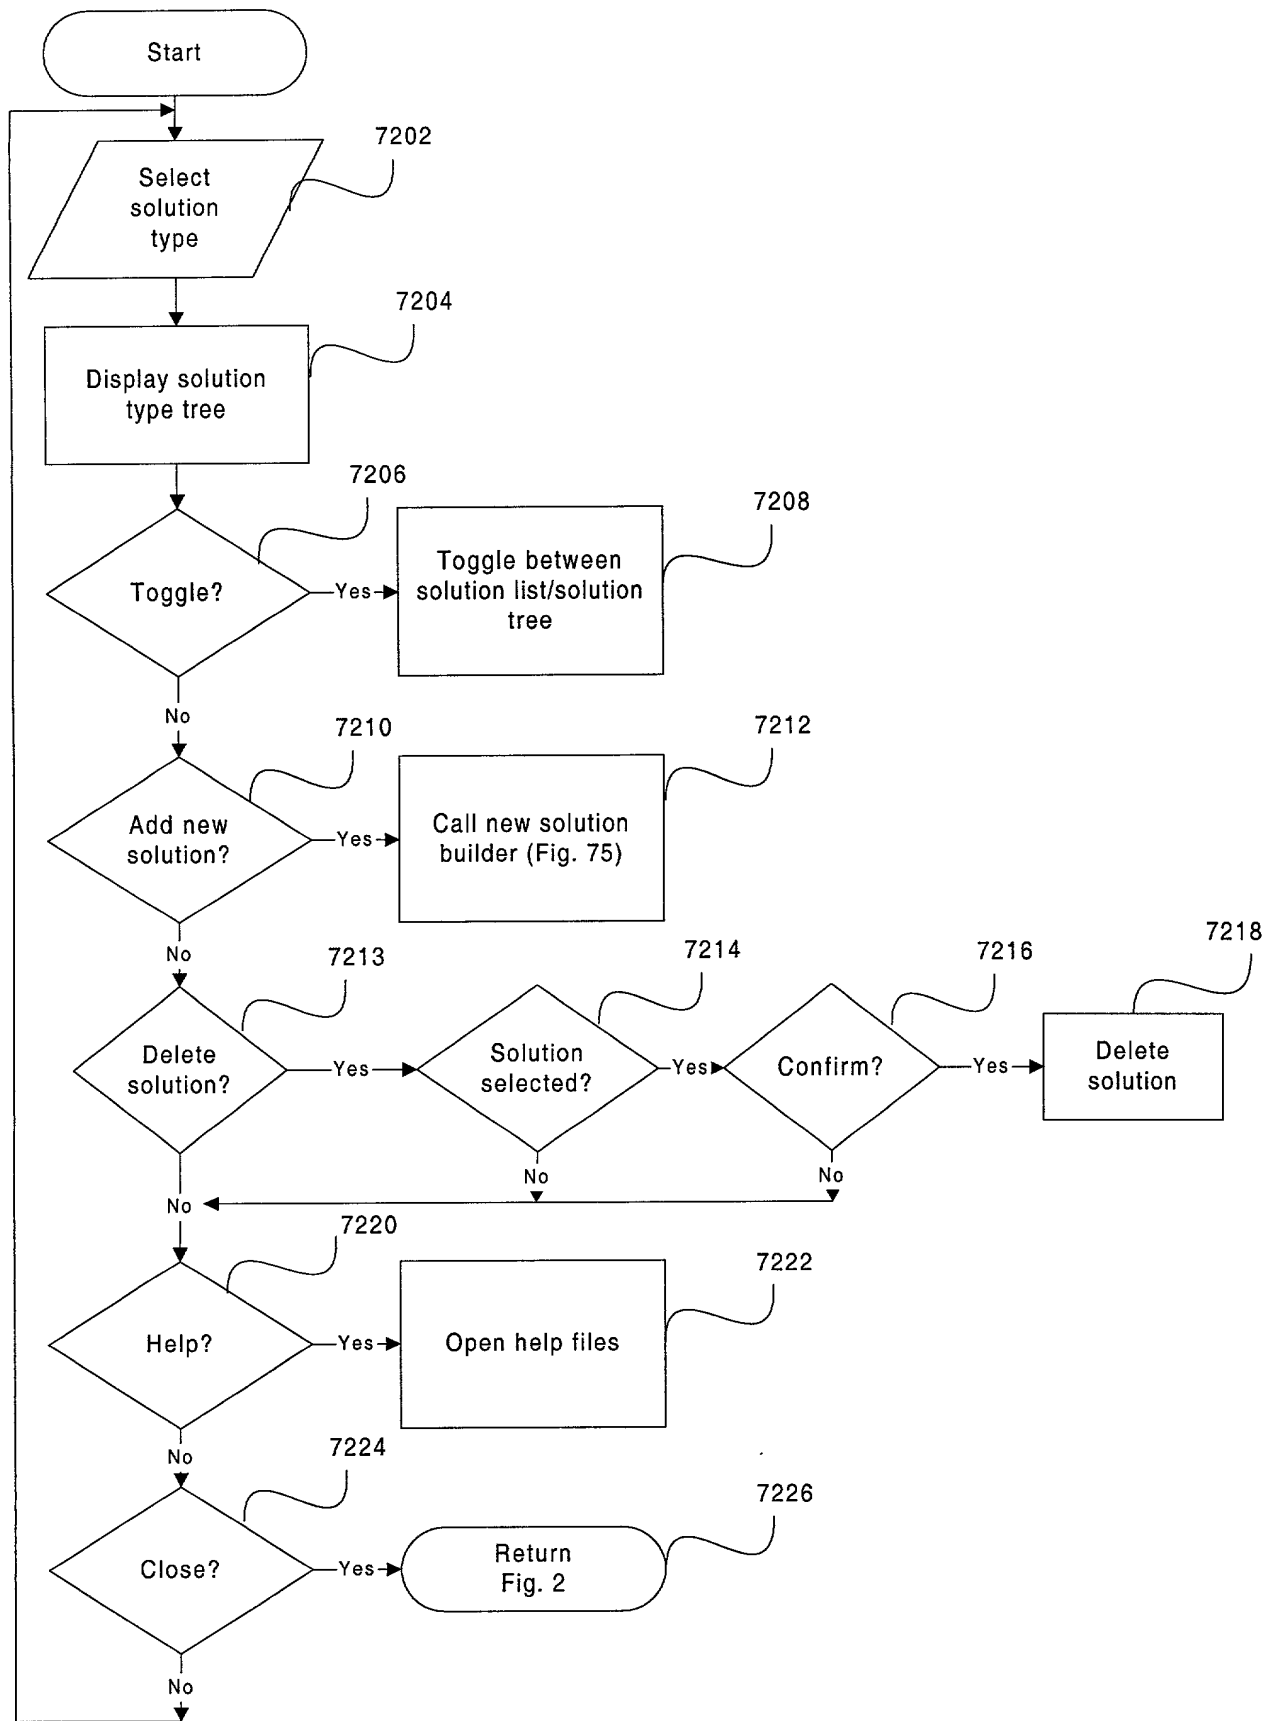 Start
7202
Select
solution
type
7204
Display solution
type tree
7206
7208
Toggle?
Yes
Toggle between
solution list/solution
tree
No
7210
7212
Add new
solution?
Yes
Call new solution
builder (Fig. 75)
No
7213
7214
7216
7218
Delete
solution?
Yes
Solution
selected?
Yes
Confirm?
Yes
Delete
solution
No
No
No
7220
7222
Help?
Yes
Open help files
No
7224
7226
Close?
Yes
Return
Fig. 2
No